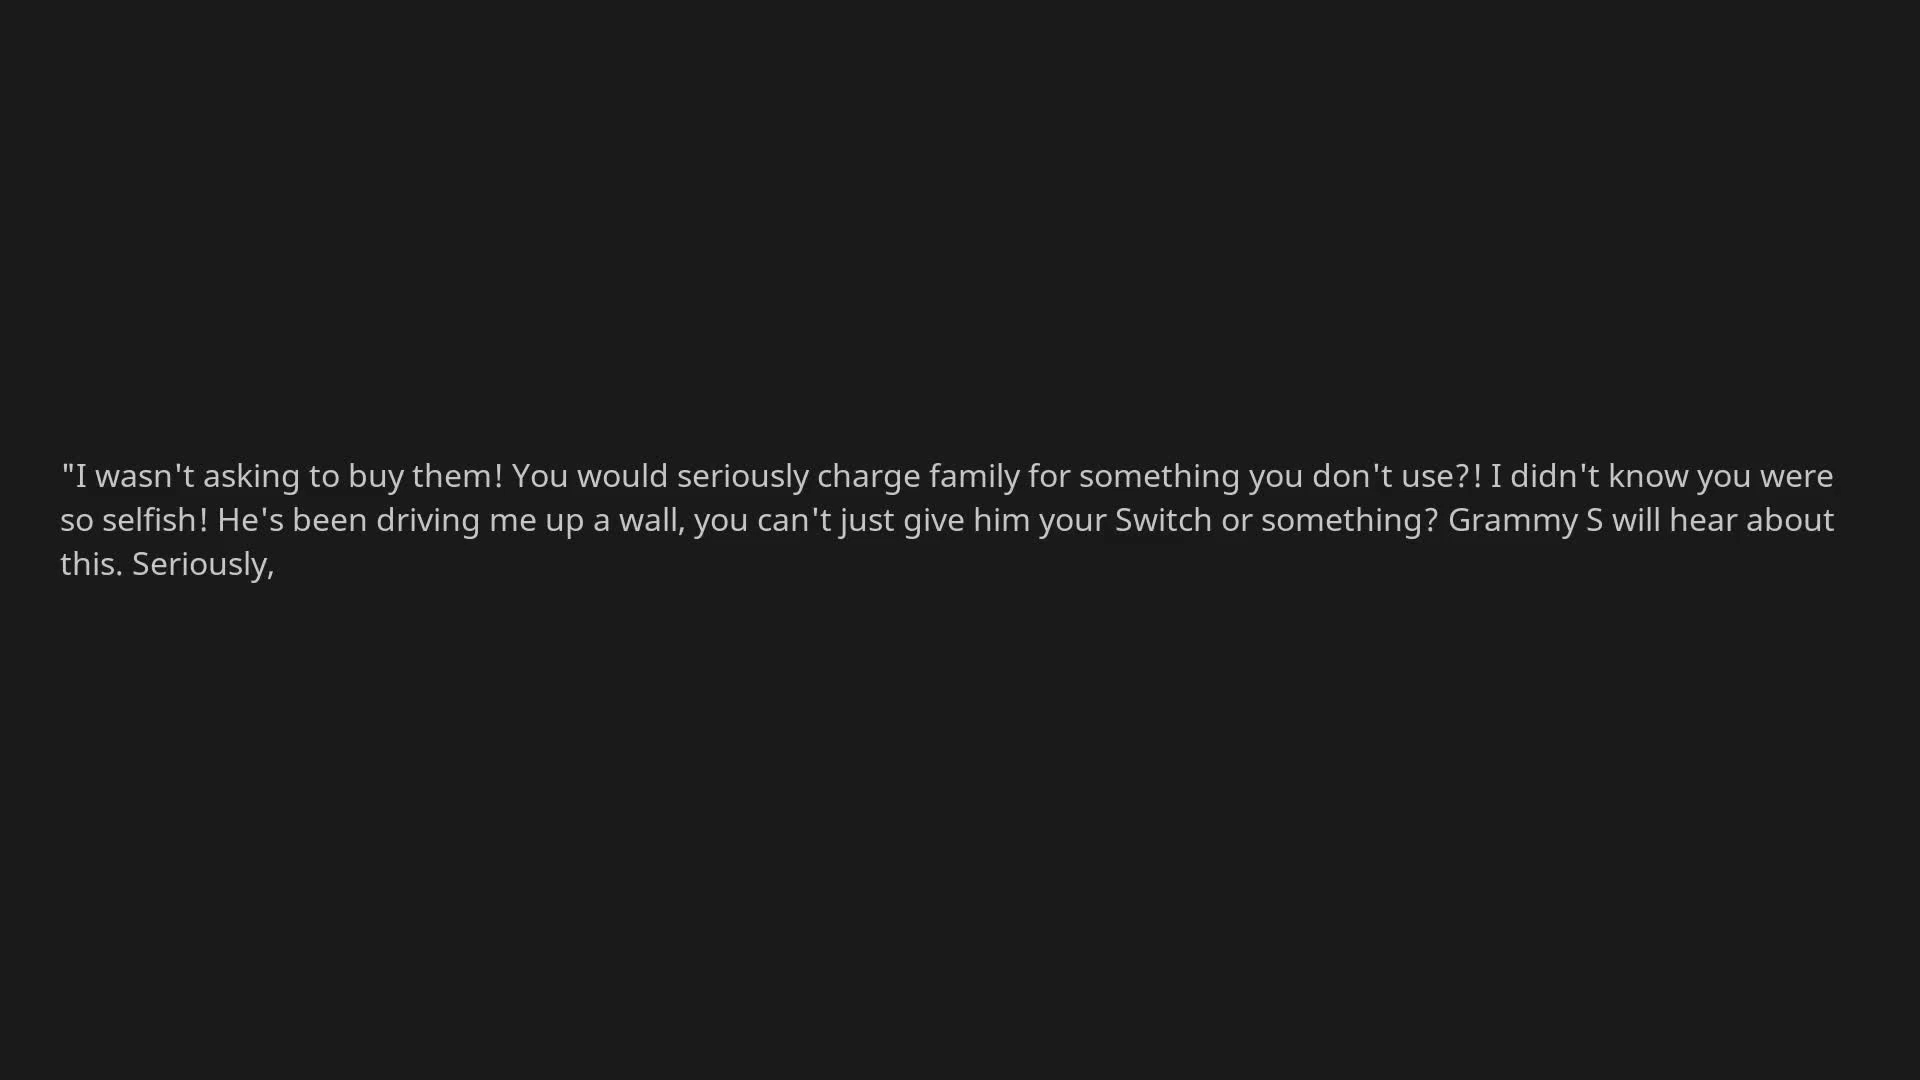 "I wasn't asking to buy them! You would seriously charge family for something you don't use?! I didn't know you were
so selfish! He's been driving me up a wall, you can't just give him your Switch or something? Grammy S will hear about
this. Seriously,